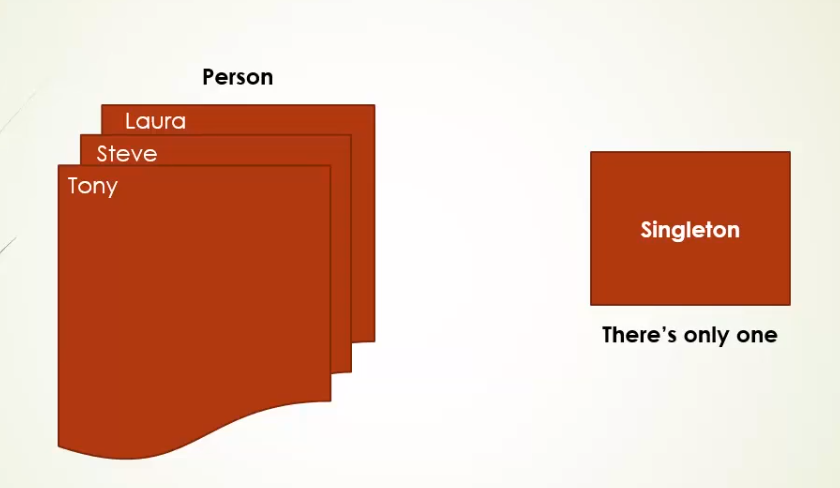 Person
Laura
Steve
Tony
Singleton
There's only one